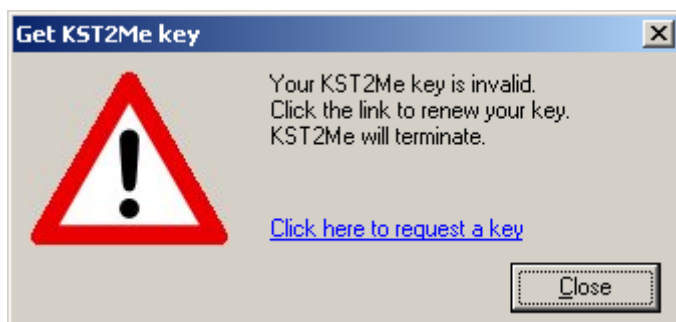 Get KST2Me key
Your KST2Me key is invalid.
Click the link to renew your key.
KST2Me will terminate.
Click here to request a key
Close